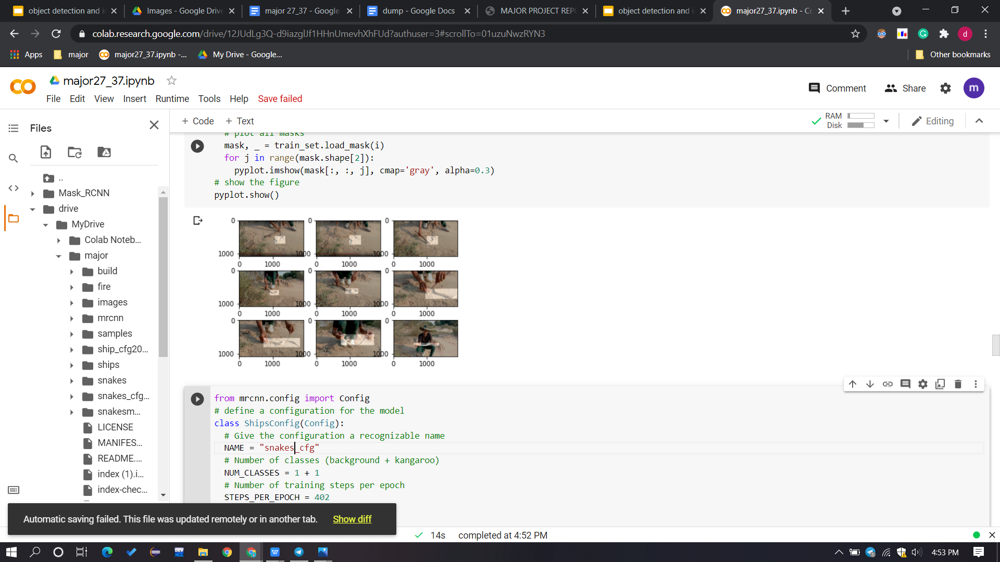 object detection and i
Images - Google Drive
major 27_37 - Google
dump - Google Docs
MAJOR PROJECT REPO
object detection and i
major27_37.ipynb - Co
colab.research.google.com/drive/12JUdLg3Q-d9iazglJf1HHnUmevhXhFUd?authuser=3#scrollTo=01uzuNwzRYN3
d
Apps
major
major27_37.ipynb -...
My Drive - Google...
Other bookmarks
major27_37.ipynb
Comment
Share
m
File Edit View Insert Runtime Tools Help Save failed
Files
+ Code + Text
RAM
Disk
Editing
..
Mask_RCNN
drive
MyDrive
Colab Noteb...
major
build
fire
images
mrcnn
samples
ship_cfg20...
ships
snakes
snakes_cfg...
snakesm...
LICENSE
MANIFES...
README....
index (1).i...
index-chec...
# plot all masks
mask, _ = train_set.load_mask(i)
for j in range(mask.shape[2]):
pyplot.imshow(mask[:, :, j], cmap='gray', alpha=0.3)
# show the figure
pyplot.show()
0 0 0
1000 1000 1000
0 1000 0 1000 0 1000
0 0 0
1000 1000 1000
0 1000 0 1000 0 1000
0 0 0
1000 1000 1000
0 1000 0 1000 0 1000
from mrcnn.config import Config
# define a configuration for the model
class ShipsConfig(Config):
# Give the configuration a recognizable name
NAME = "snakes_cfg"
# Number of classes (background + kangaroo)
NUM_CLASSES = 1 + 1
# Number of training steps per epoch
STEPS_PER_EPOCH = 402
Automatic saving failed. This file was updated remotely or in another tab. Show diff
14s completed at 4:52 PM
DEV
4:53 PM